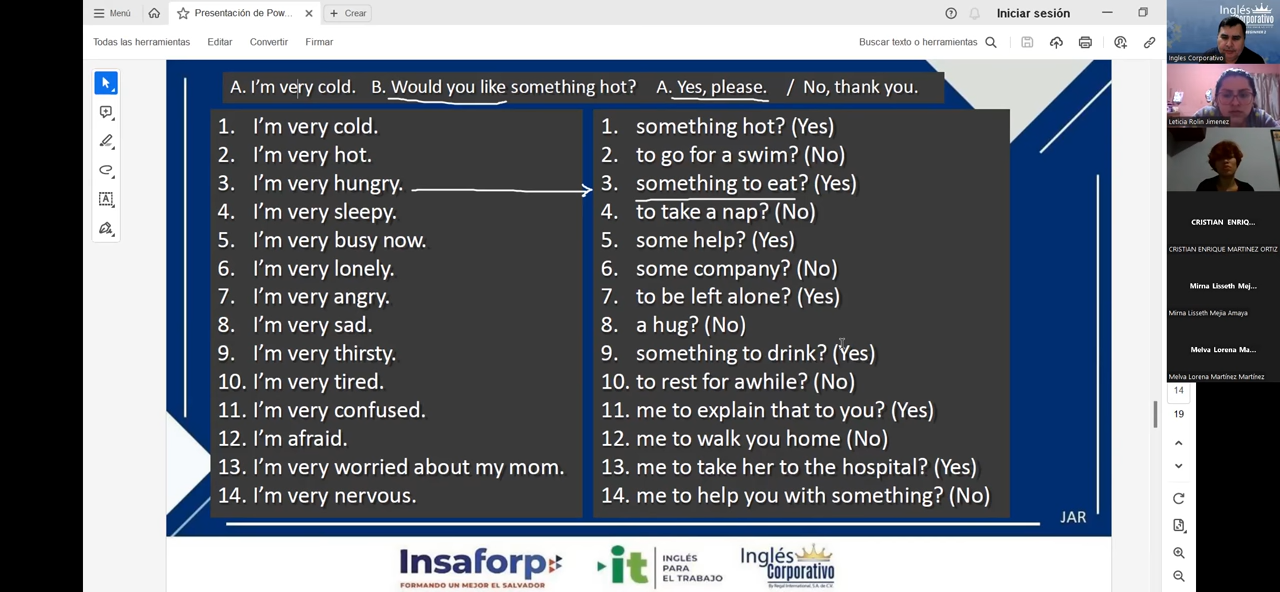 Menú
Presentación de Pow...
Crear
Iniciar sesión
Todas las herramientas
Editar
Convertir
Firmar
Buscar texto o herramientas
A. I'm very cold. B. Would you like something hot? A. Yes, please. / No, thank you.
1. I'm very cold.
2. I'm very hot.
3. I'm very hungry.
4. I'm very sleepy.
5. I'm very busy now.
6. I'm very lonely.
7. I'm very angry.
8. I'm very sad.
9. I'm very thirsty.
10. I'm very tired.
11. I'm very confused.
12. I'm afraid.
13. I'm very worried about my mom.
14. I'm very nervous.
1. something hot? (Yes)
2. to go for a swim? (No)
3. something to eat? (Yes)
4. to take a nap? (No)
5. some help? (Yes)
6. some company? (No)
7. to be left alone? (Yes)
8. a hug? (No)
9. something to drink? (Yes)
10. to rest for awhile? (No)
11. me to explain that to you? (Yes)
12. me to walk you home (No)
13. me to take her to the hospital? (Yes)
14. me to help you with something? (No)
JAR
Insaforp
FORMANDO UN MEJOR EL SALVADOR
it
INGLÉS
PARA
EL TRABAJO
Inglés
Corporativo
By Regal International, S.A. de C.V.
Inglés
Corporativo
BEGINNER
Ingles Corporativo
Leticia Rolin Jimenez
CRISTIAN ENRIQ...
CRISTIAN ENRIQUE MARTINEZ ORTIZ
Mirna Lisseth Mej...
Mirna Lisseth Mejia Amaya
Melva Lorena Ma...
Melva Lorena Martínez Martínez
14
19